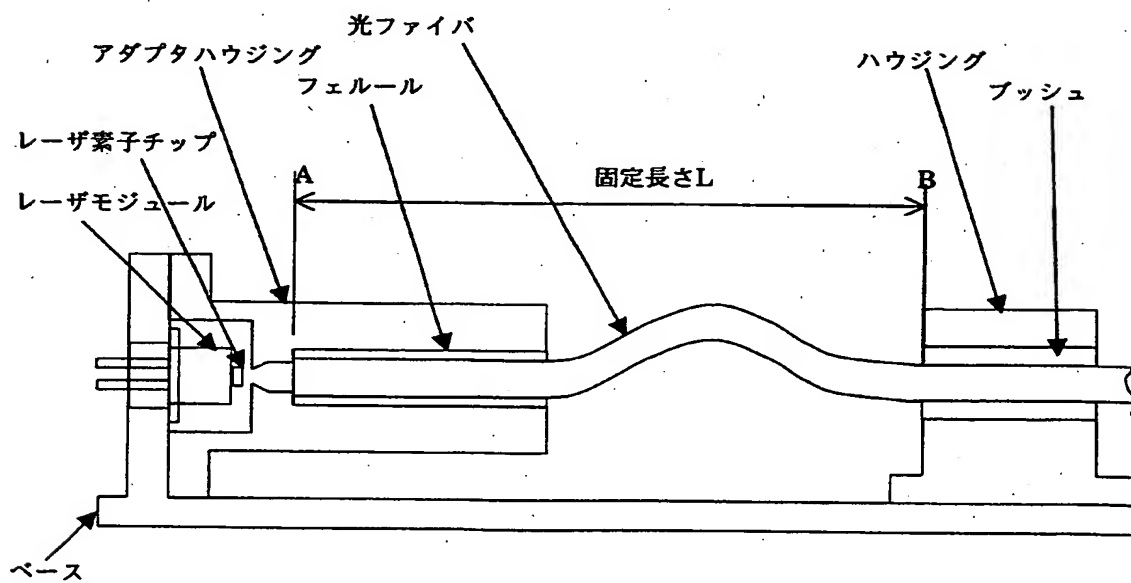 光ファイバ
アダプタハウジング
フェルール
ハウジング
ブッシュ
レーザ素子チップ
A
固定長さL
B
レーザモジュール
ベース